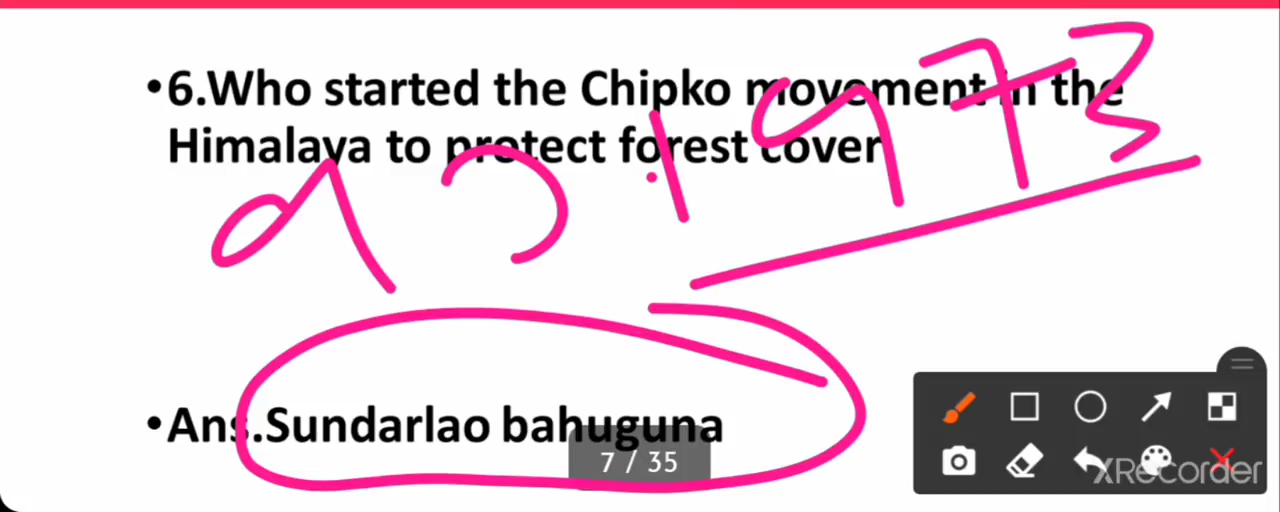 •6.Who started the Chipko movement in the
Himalaya to protect forest cover
1973
•Ans.Sundarlao bahuguna
7 / 35
XRecorder